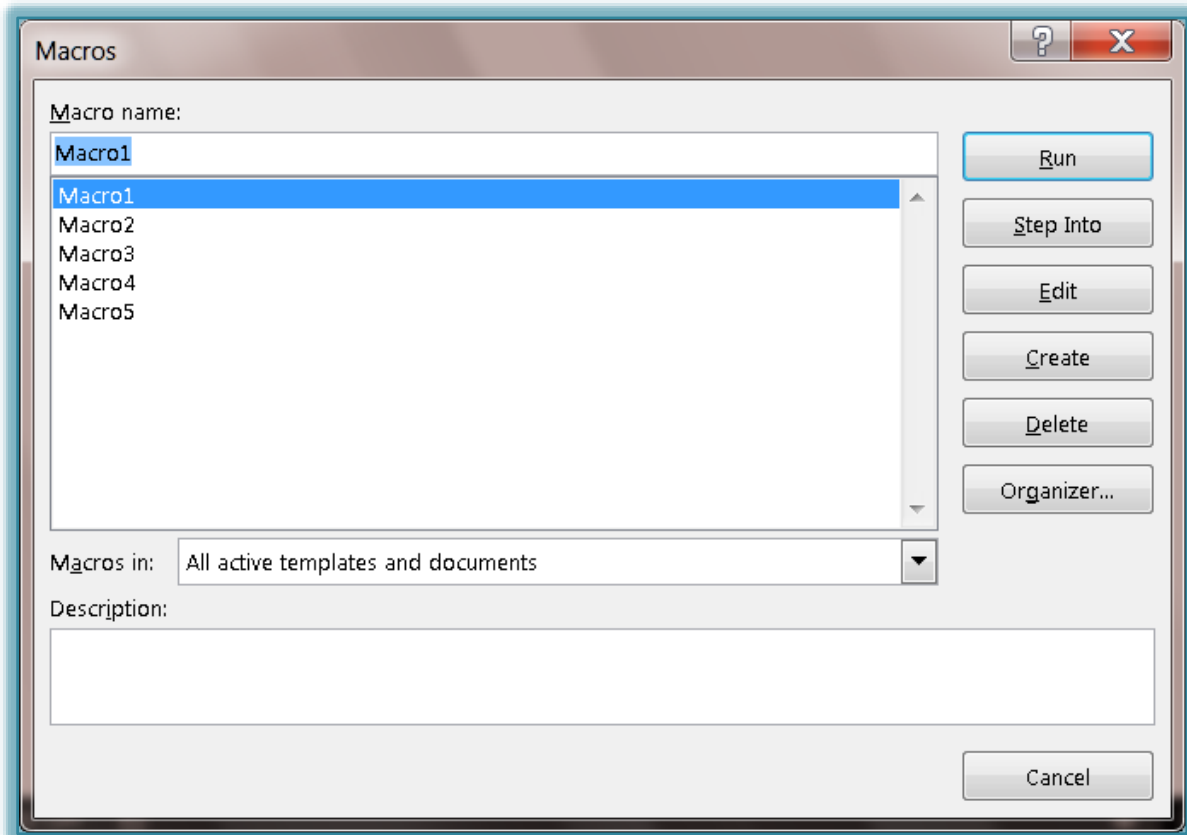 Macros
Macro name:
Macro1
Macro1
Macro2
Macro3
Macro4
Macro5
Run
Step Into
Edit
Create
Delete
Organizer...
Macros in: All active templates and documents
Description:
Cancel